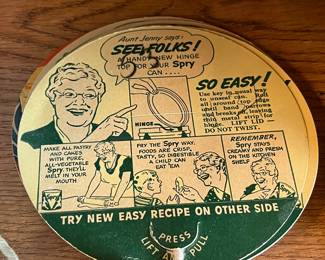 Aunt Jenny says:
SEE, FOLKS!
A HANDY NEW HINGE
TOP FOR YOUR Spry
CAN ....
HINGE
SO EASY!
Use key in usual way
to unseal can. Roll
all around top edge
until band narrows
and breaks off, leaving
thin, uncut strip for
hinge. LIFT LID —
DO NOT TWIST.
MAKE ALL PASTRY
AND CAKES
WITH PURE,
ALL-VEGETABLE
Spry. THEY'LL
MELT IN YOUR
MOUTH
FRY THE Spry WAY.
FOODS ARE CRISP,
TASTY, SO DIGESTIBLE
A CHILD CAN
EAT 'EM
REMEMBER,
Spry STAYS
CREAMY AND FRESH
ON THE KITCHEN
SHELF
TRY NEW EASY RECIPE ON OTHER SIDE
PRESS
LIFT AND PULL